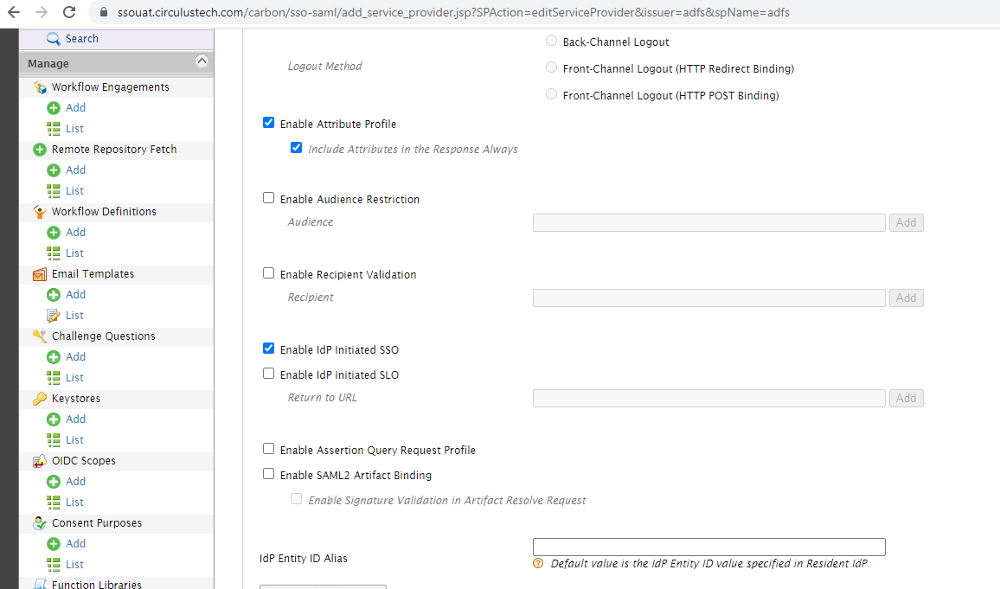 ssouat.circulustech.com/carbon/sso-saml/add_service_provider.jsp?SPAction=editServiceProvider&issuer=adfs&spName=adfs
Search
Manage
Workflow Engagements
Add
List
Remote Repository Fetch
Add
List
Workflow Definitions
Add
List
Email Templates
Add
List
Challenge Questions
Add
List
Keystores
Add
List
OIDC Scopes
Add
List
Consent Purposes
Add
List
Function Libraries
Logout Method
Back-Channel Logout
Front-Channel Logout (HTTP Redirect Binding)
Front-Channel Logout (HTTP POST Binding)
Enable Attribute Profile
Include Attributes in the Response Always
Enable Audience Restriction
Audience Add
Enable Recipient Validation
Recipient Add
Enable IdP Initiated SSO
Enable IdP Initiated SLO
Return to URL Add
Enable Assertion Query Request Profile
Enable SAML2 Artifact Binding
Enable Signature Validation in Artifact Resolve Request
IdP Entity ID Alias
Default value is the IdP Entity ID value specified in Resident IdP